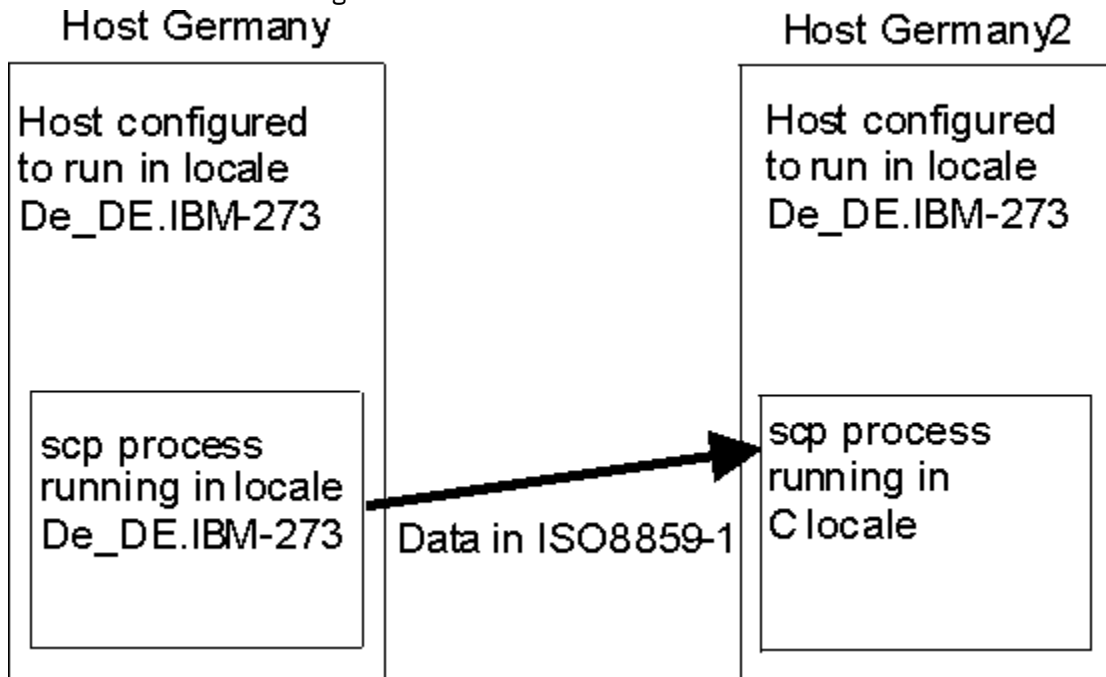 Host Germany
Host configured
to run in locale
De_DE.IBM-273
scp process
running in locale
De_DE.IBM-273
Data in ISO8859-1
Host Germany2
Host configured
to run in locale
De_DE.IBM-273
scp process
running in
C locale